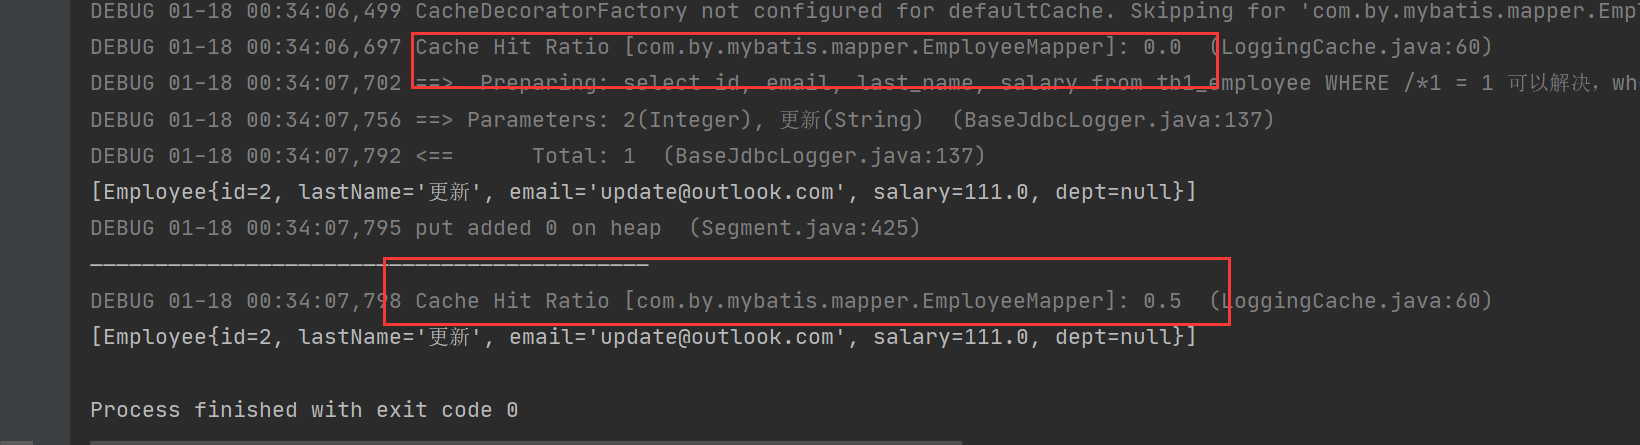 DEBUG 01-18 00:34:06,499 CacheDecoratorFactory not configured for defaultCache. Skipping for 'com.by.mybatis.mapper.Empl
DEBUG 01-18 00:34:06,697 Cache Hit Ratio [com.by.mybatis.mapper.EmployeeMapper]: 0.0  (LoggingCache.java:60)
DEBUG 01-18 00:34:07,702 ==>  Preparing: select id, email, last_name, salary from tb1_employee WHERE /*1 = 1 可以解决，whe
DEBUG 01-18 00:34:07,756 ==> Parameters: 2(Integer), 更新(String)  (BaseJdbcLogger.java:137)
DEBUG 01-18 00:34:07,792 <==      Total: 1  (BaseJdbcLogger.java:137)
[Employee{id=2, lastName='更新', email='update@outlook.com', salary=111.0, dept=null}]
DEBUG 01-18 00:34:07,795 put added 0 on heap  (Segment.java:425)
———————————————————————————————————————————
DEBUG 01-18 00:34:07,798 Cache Hit Ratio [com.by.mybatis.mapper.EmployeeMapper]: 0.5  (LoggingCache.java:60)
[Employee{id=2, lastName='更新', email='update@outlook.com', salary=111.0, dept=null}]
Process finished with exit code 0